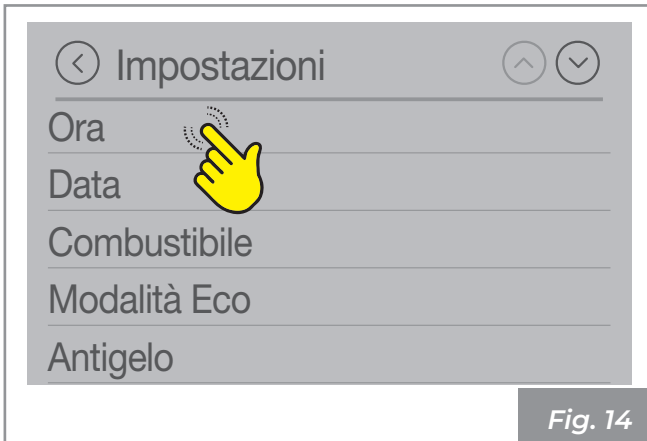 Impostazioni
Ora
Data
Combustibile
Modalità Eco
Antigelo
Fig. 14